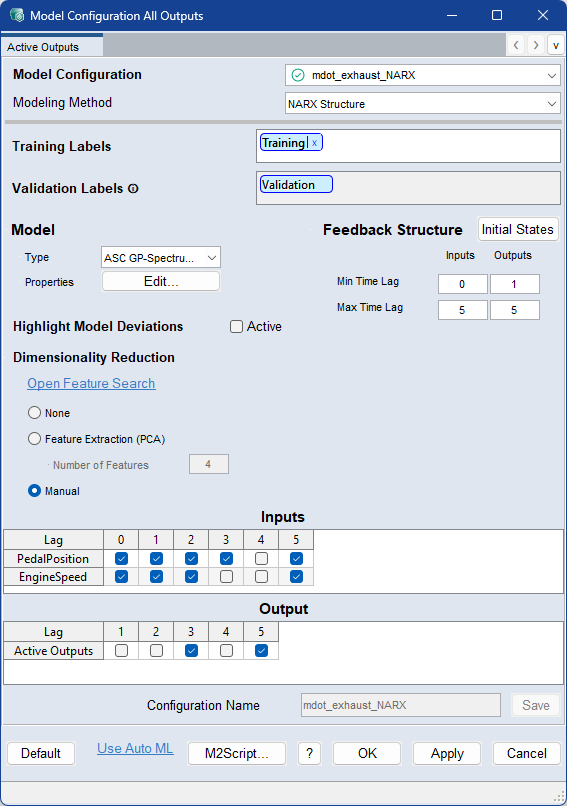 Model Configuration All Outputs
Active Outputs
Model Configuration
mdot_exhaust_NARX
Modeling Method
NARX Structure
Training Labels
Training x
Validation Labels
Validation
Model
Feedback Structure
Initial States
Type
ASC GP-Spectru...
Inputs Outputs
Properties
Edit...
Min Time Lag 0 1
Max Time Lag 5 5
Highlight Model Deviations
Active
Dimensionality Reduction
Open Feature Search
None
Feature Extraction (PCA)
Number of Features 4
Manual
Inputs
Lag 0 1 2 3 4 5
PedalPosition
EngineSpeed
Output
Lag 1 2 3 4 5
Active Outputs
Configuration Name mdot_exhaust_NARX Save
Default Use Auto ML M2Script... ? OK Apply Cancel